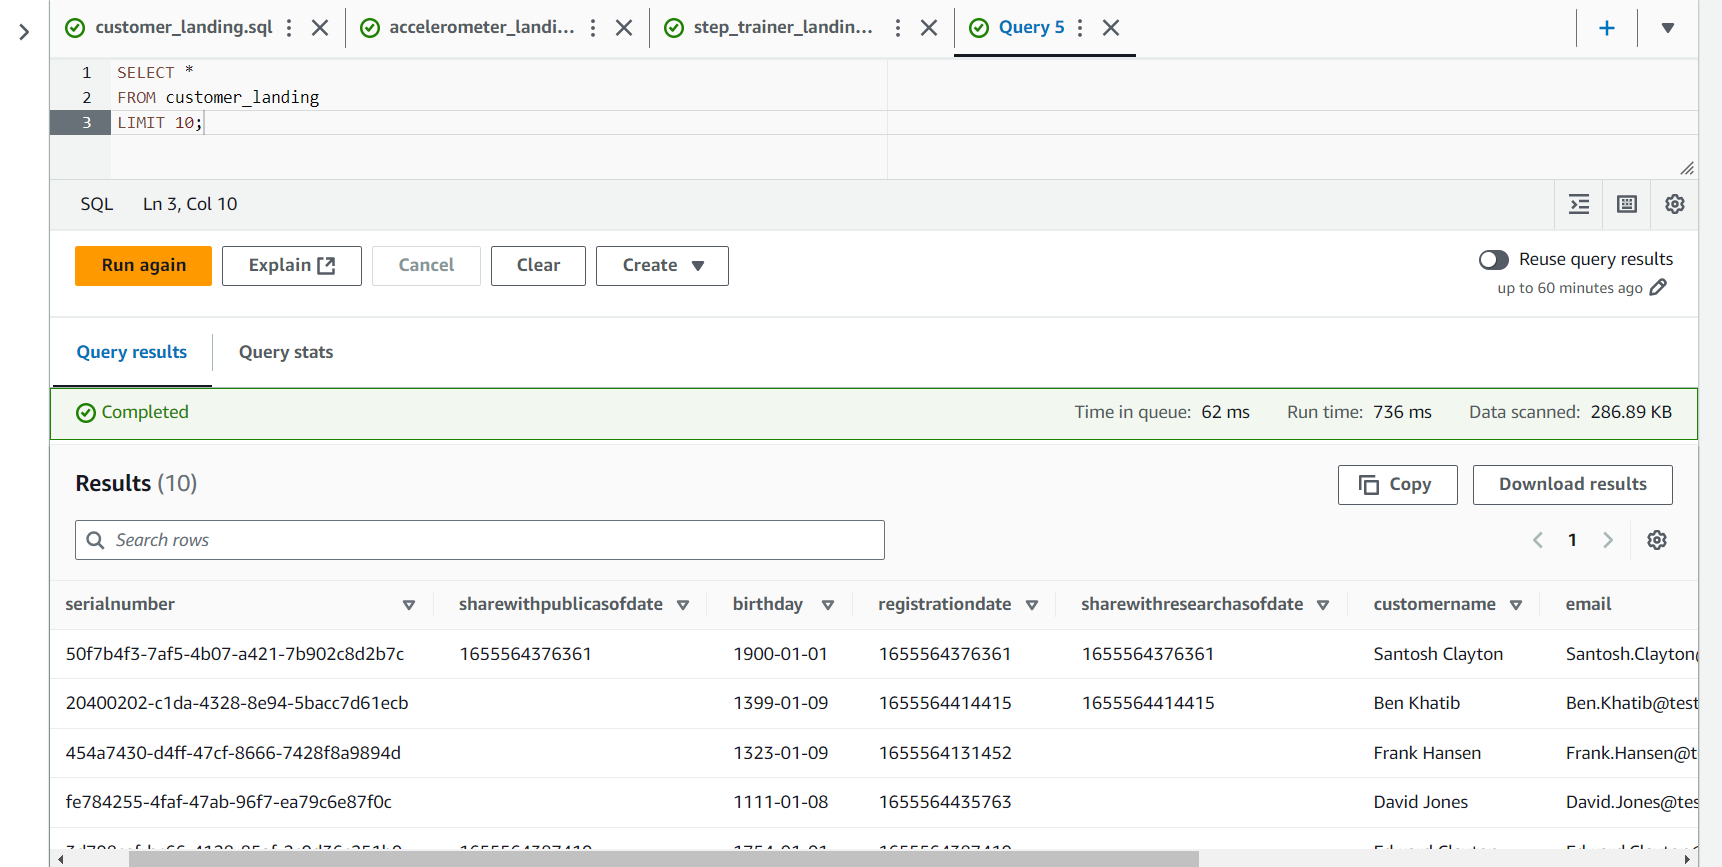 customer_landing.sql accelerometer_landi... step_trainer_landin... Query 5
1 SELECT *
2 FROM customer_landing
3 LIMIT 10;
SQL Ln 3, Col 10
Run again Explain Cancel Clear Create Reuse query results
up to 60 minutes ago
Query results Query stats
Completed Time in queue: 62 ms Run time: 736 ms Data scanned: 286.89 KB
Results (10) Copy Download results
Search rows 1
serialnumber sharewithpublicasofdate birthday registrationdate sharewithresearchasofdate customername email
50f7b4f3-7af5-4b07-a421-7b902c8d2b7c 1655564376361 1900-01-01 1655564376361 1655564376361 Santosh Clayton Santosh.Clayton@
20400202-c1da-4328-8e94-5bacc7d61ecb 1399-01-09 1655564414415 1655564414415 Ben Khatib Ben.Khatib@test
454a7430-d4ff-47cf-8666-7428f8a9894d 1323-01-09 1655564131452 Frank Hansen Frank.Hansen@t
fe784255-4faf-47ab-96f7-ea79c6e87f0c 1111-01-08 1655564435763 David Jones David.Jones@tes